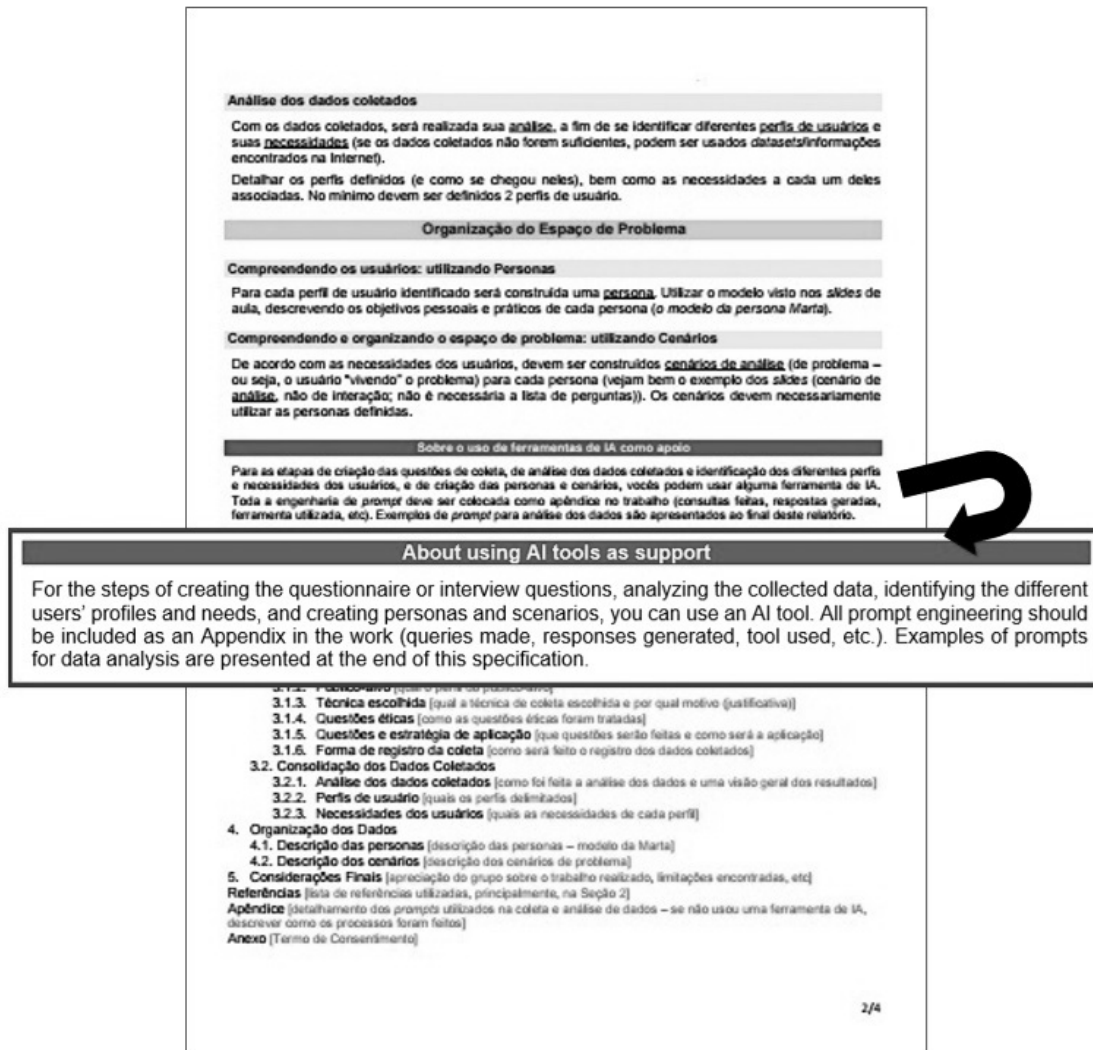 Análise dos dados coletados
Com os dados coletados, será realizada sua análise, a fim de se identificar diferentes perfis de usuários e
suas necessidades (se os dados coletados não forem suficientes, podem ser usados datasets/informações
encontrados na Internet).
Detalhar os perfis definidos (e como se chegou neles), bem como as necessidades a cada um deles
associadas. No mínimo devem ser definidos 2 perfis de usuário.
Organização do Espaço de Problema
Compreendendo os usuários: utilizando Personas
Para cada perfil de usuário identificado será construída uma persona. Utilizar o modelo visto nos slides de
aula, descrevendo os objetivos pessoais e práticos de cada persona (o modelo da persona Marta).
Compreendendo e organizando o espaço de problema: utilizando Cenários
De acordo com as necessidades dos usuários, devem ser construídos cenários de análise (de problema –
ou seja, o usuário "vivendo" o problema) para cada persona (vejam bem o exemplo dos slides (cenário de
análise, não de interação; não é necessária a lista de perguntas)). Os cenários devem necessariamente
utilizar as personas definidas.
Sobre o uso de ferramentas de IA como apoio
Para as etapas de criação das questões de coleta, de análise dos dados coletados e identificação dos diferentes perfis
e necessidades dos usuários, e de criação das personas e cenários, vocês podem usar alguma ferramenta de IA.
Toda a engenharia de prompt deve ser colocada como apêndice no trabalho (consultas feitas, respostas geradas,
ferramenta utilizada, etc). Exemplos de prompt para análise dos dados são apresentados ao final deste relatório.
About using AI tools as support
For the steps of creating the questionnaire or interview questions, analyzing the collected data, identifying the different
users' profiles and needs, and creating personas and scenarios, you can use an AI tool. All prompt engineering should
be included as an Appendix in the work (queries made, responses generated, tool used, etc.). Examples of prompts
for data analysis are presented at the end of this specification.
3.1.3. Técnica escolhida [qual a técnica de coleta escolhida e por qual motivo (justificativa)]
3.1.4. Questões éticas [como as questões éticas foram tratadas]
3.1.5. Questões e estratégia de aplicação [que questões serão feitas e como será a aplicação]
3.1.6. Forma de registro da coleta [como será feito o registro dos dados coletados]
3.2. Consolidação dos Dados Coletados
3.2.1. Análise dos dados coletados [como foi feita a análise dos dados e uma visão geral dos resultados]
3.2.2. Perfis de usuário [quais os perfis delimitados]
3.2.3. Necessidades dos usuários [quais as necessidades de cada perfil]
4. Organização dos Dados
4.1. Descrição das personas [descrição das personas – modelo da Marta]
4.2. Descrição dos cenários [descrição dos cenários de problema]
5. Considerações Finais [apreciação do grupo sobre o trabalho realizado, limitações encontradas, etc]
Referências [lista de referências utilizadas, principalmente, na Seção 2]
Apêndice [detalhamento dos prompts utilizados na coleta e análise de dados – se não usou uma ferramenta de IA,
descrever como os processos foram feitos]
Anexo [Termo de Consentimento]
2/4